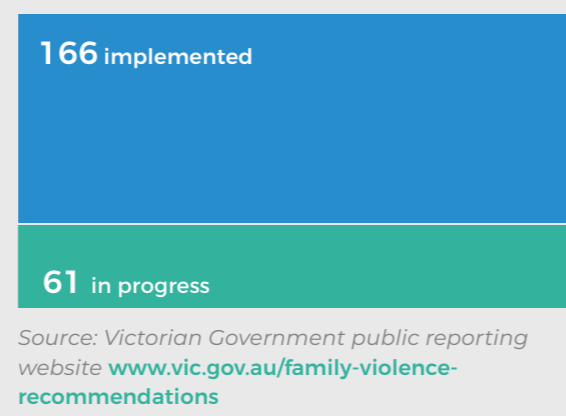 166 implemented
61 in progress
Source: Victorian Government public reporting
website www.vic.gov.au/family-violence-
recommendations